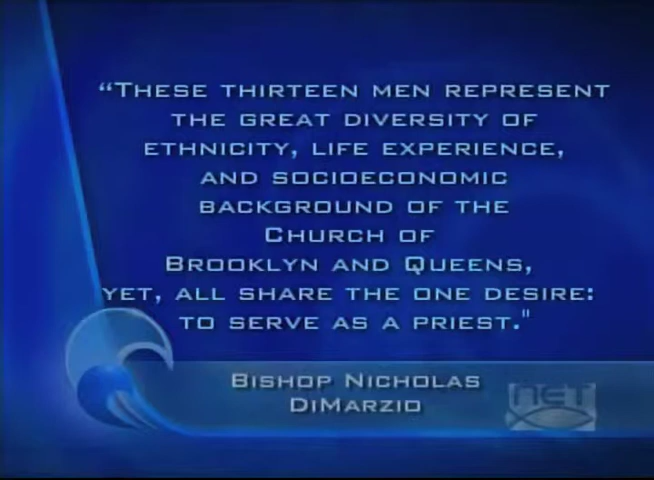 “These thirteen men represent
the great diversity of
ethnicity, life experience,
and socioeconomic
background of the
Church of
Brooklyn and Queens,
yet, all share the one desire:
to serve as a priest."
Bishop Nicholas
DiMarzio
NET